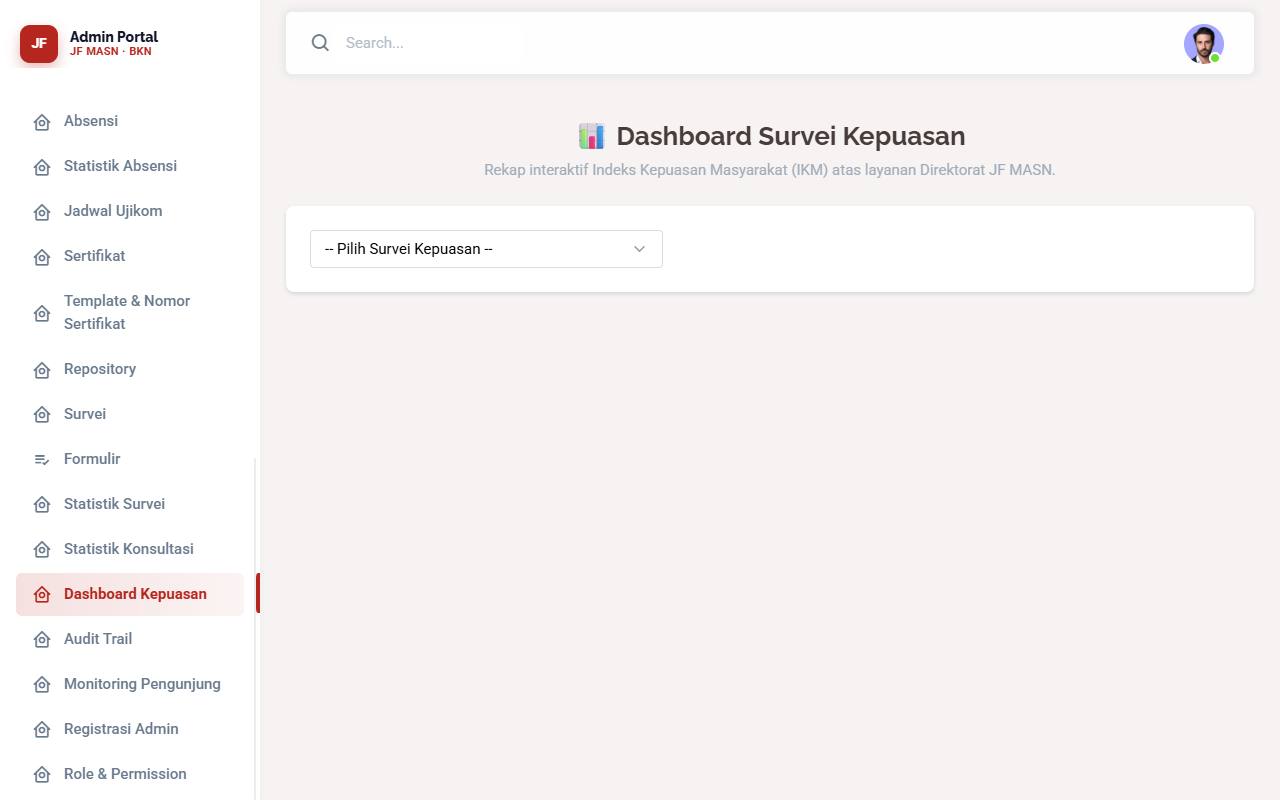 JF
Admin Portal
JF MASN · BKN
Absensi
Statistik Absensi
Jadwal Ujikom
Sertifikat
Template & Nomor
Sertifikat
Repository
Survei
Formulir
Statistik Survei
Statistik Konsultasi
Dashboard Kepuasan
Audit Trail
Monitoring Pengunjung
Registrasi Admin
Role & Permission
Search...
Dashboard Survei Kepuasan
Rekap interaktif Indeks Kepuasan Masyarakat (IKM) atas layanan Direktorat JF MASN.
-- Pilih Survei Kepuasan --